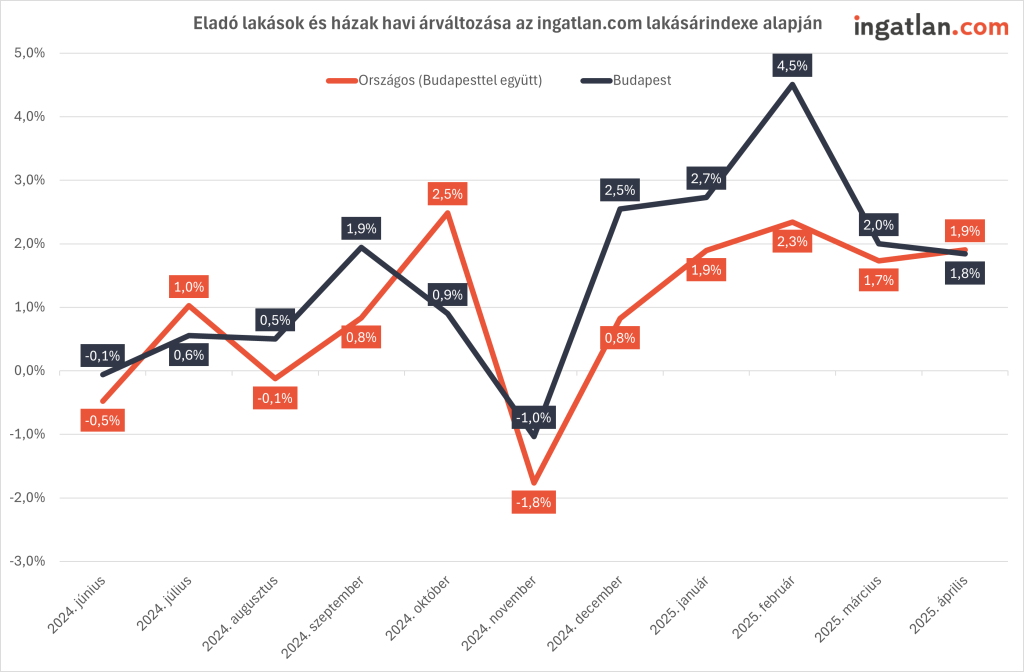 Eladó lakások és házak havi árváltozása az ingatlan.com lakásárindexe alapján
ingatlan.com
Országos (Budapesttel együtt)
Budapest
5,0%
4,0%
3,0%
2,0%
1,0%
0,0%
-1,0%
-2,0%
-3,0%
-0,1%
-0,5%
1,0%
0,6%
0,5%
-0,1%
1,9%
0,8%
2,5%
0,9%
-1,0%
-1,8%
2,5%
0,8%
2,7%
1,9%
4,5%
2,3%
2,0%
1,7%
1,9%
1,8%
2024. június
2024. július
2024. augusztus
2024. szeptember
2024. október
2024. november
2024. december
2025. január
2025. február
2025. március
2025. április